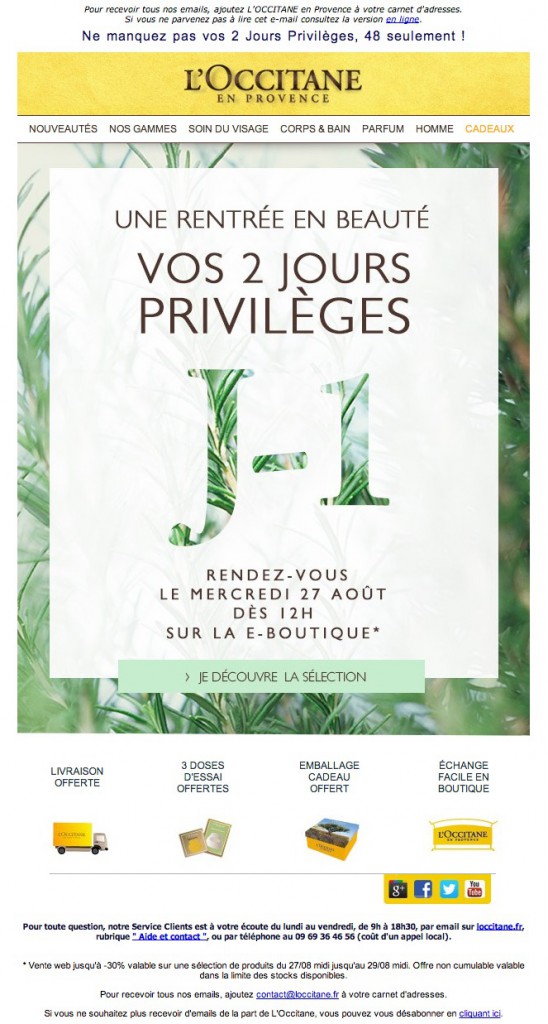 Pour recevoir tous nos emails, ajoutez L'OCCITANE en Provence à votre carnet d'adresses.
Si vous ne parvenez pas à lire cet e-mail consultez la version en ligne.
Ne manquez pas vos 2 Jours Privilèges, 48 seulement !
L'OCCITANE
EN PROVENCE
NOUVEAUTÉS NOS GAMMES SOIN DU VISAGE CORPS & BAIN PARFUM HOMME CADEAUX
UNE RENTRÉE EN BEAUTÉ
VOS 2 JOURS
PRIVILÈGES
J-1
RENDEZ-VOUS
LE MERCREDI 27 AOÛT
DÈS 12H
SUR LA E-BOUTIQUE*
> JE DÉCOUVRE LA SÉLECTION
LIVRAISON
OFFERTE
3 DOSES
D'ESSAI
OFFERTES
EMBALLAGE
CADEAU
OFFERT
ÉCHANGE
FACILE EN
BOUTIQUE
L'OCCITANE
L'OCCITANE
EN PROVENCE
g+ f You Tube
Pour toute question, notre Service Clients est à votre écoute du lundi au vendredi, de 9h à 18h30, par email sur loccitane.fr,
rubrique " Aide et contact ", ou par téléphone au 09 69 36 46 56 (coût d'un appel local).
* Vente web jusqu'à -30% valable sur une sélection de produits du 27/08 midi jusqu'au 29/08 midi. Offre non cumulable valable
dans la limite des stocks disponibles.
Pour recevoir tous nos emails, ajoutez contact@loccitane.fr à votre carnet d'adresses.
Si vous ne souhaitez plus recevoir d'emails de la part de L'Occitane, vous pouvez vous désabonner en cliquant ici.